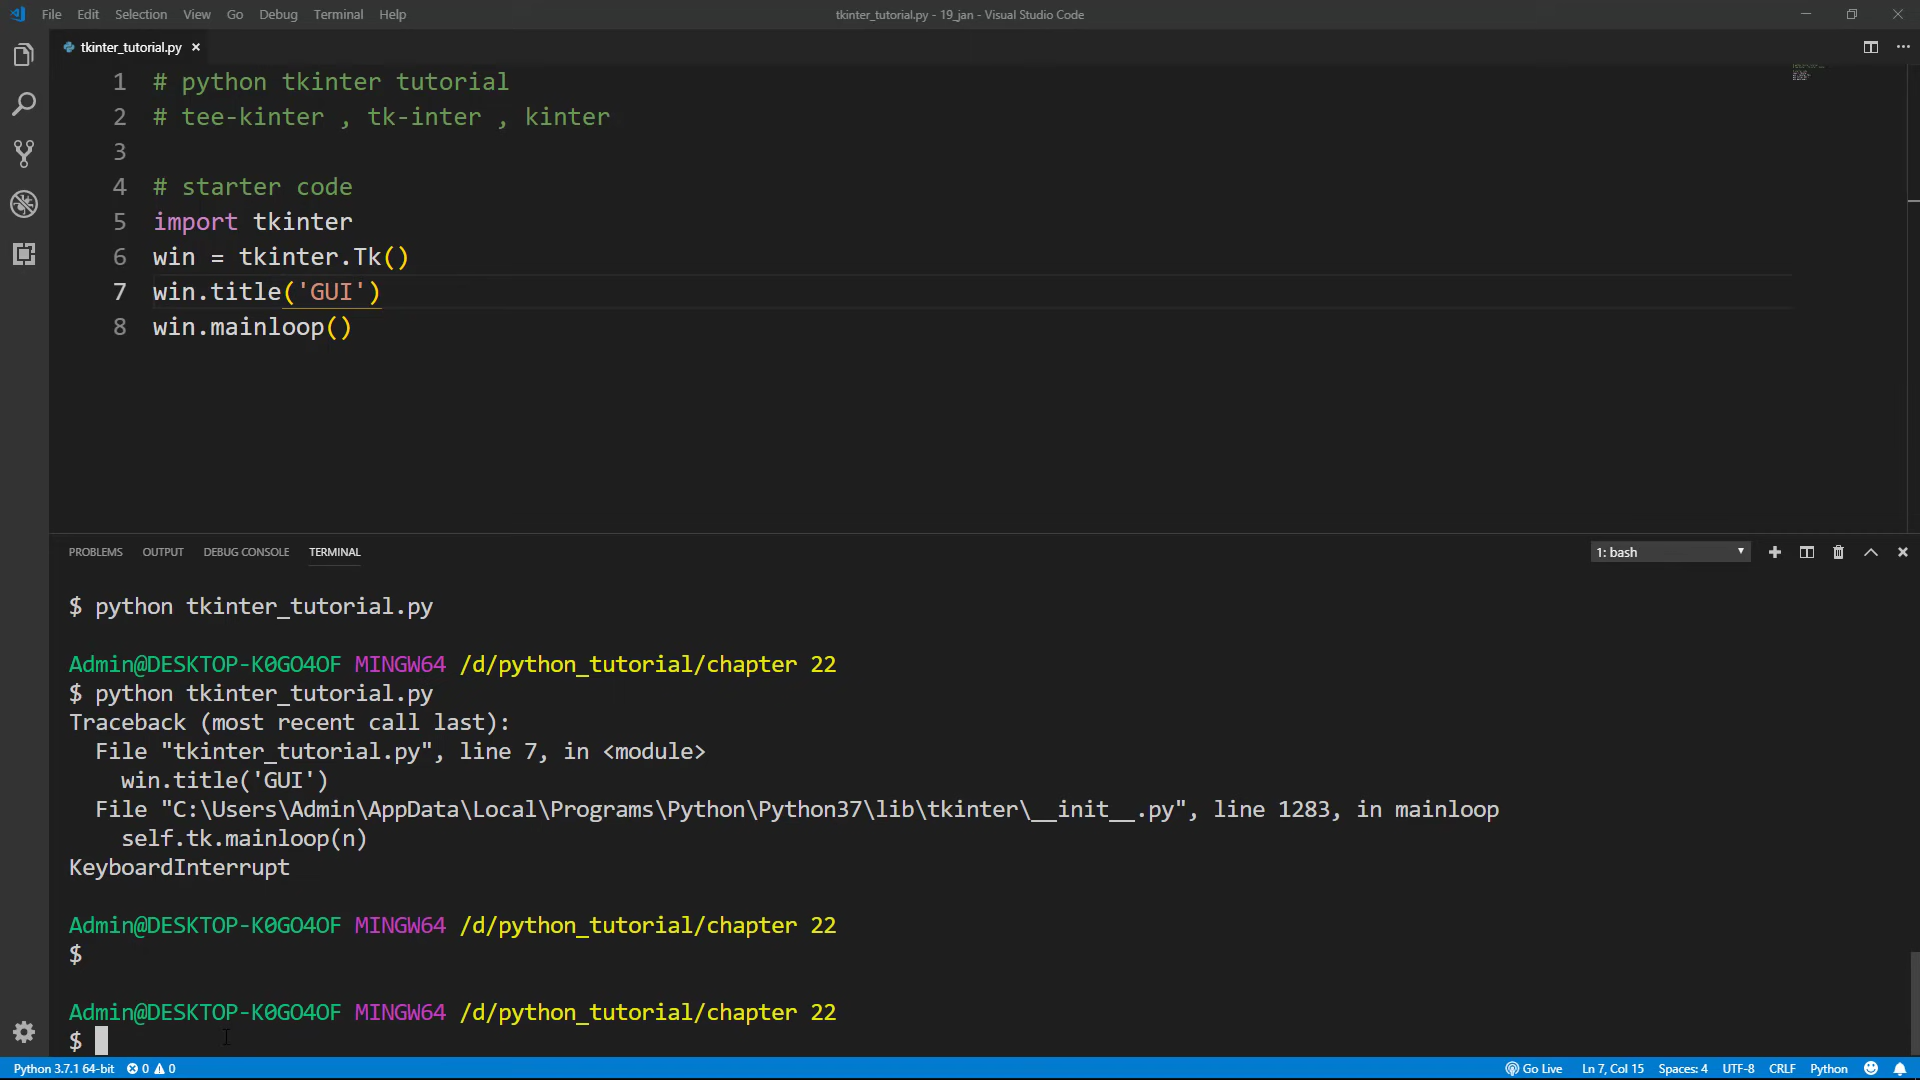 File Edit Selection View Go Debug Terminal Help tkinter_tutorial.py - 19_jan - Visual Studio Code
tkinter_tutorial.py ×
1 # python tkinter tutorial
2 # tee-kinter , tk-inter , kinter
3
4 # starter code
5 import tkinter
6 win = tkinter.Tk()
7 win.title('GUI')
8 win.mainloop()
PROBLEMS OUTPUT DEBUG CONSOLE TERMINAL 1: bash
$ python tkinter_tutorial.py
Admin@DESKTOP-K0GO4OF MINGW64 /d/python_tutorial/chapter 22
$ python tkinter_tutorial.py
Traceback (most recent call last):
File "tkinter_tutorial.py", line 7, in <module>
win.title('GUI')
File "C:\Users\Admin\AppData\Local\Programs\Python\Python37\lib\tkinter\__init__.py", line 1283, in mainloop
self.tk.mainloop(n)
KeyboardInterrupt
Admin@DESKTOP-K0GO4OF MINGW64 /d/python_tutorial/chapter 22
$
Admin@DESKTOP-K0GO4OF MINGW64 /d/python_tutorial/chapter 22
$
Python 3.7.1 64-bit 0 0 Go Live Ln 7, Col 15 Spaces: 4 UTF-8 CRLF Python